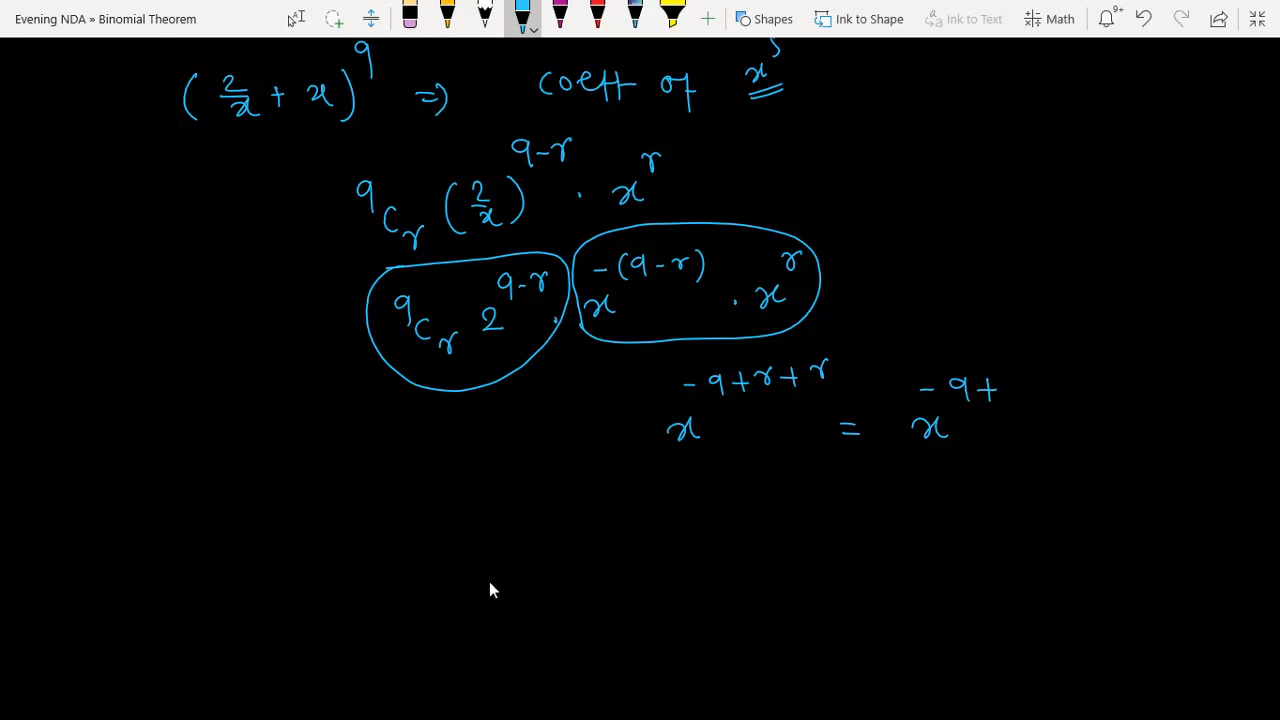 Evening NDA » Binomial Theorem Shapes Ink to Shape Ink to Text Math 9+
(2/x + x)^9 ⇒ coeff of
9Cr (2/x)^(9-r) · x^r
9Cr 2^(9-r) · x^-(9-r) · x^r
x^(-9+r+r) = x^(-9+